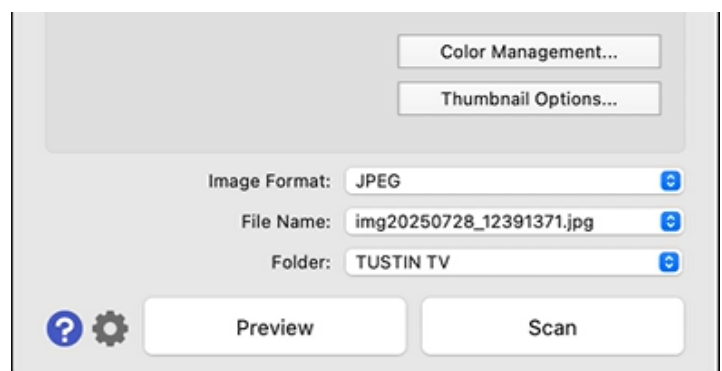 Color Management...
Thumbnail Options...
Image Format: JPEG
File Name: img20250728_12391371.jpg
Folder: TUSTIN TV
? Preview Scan